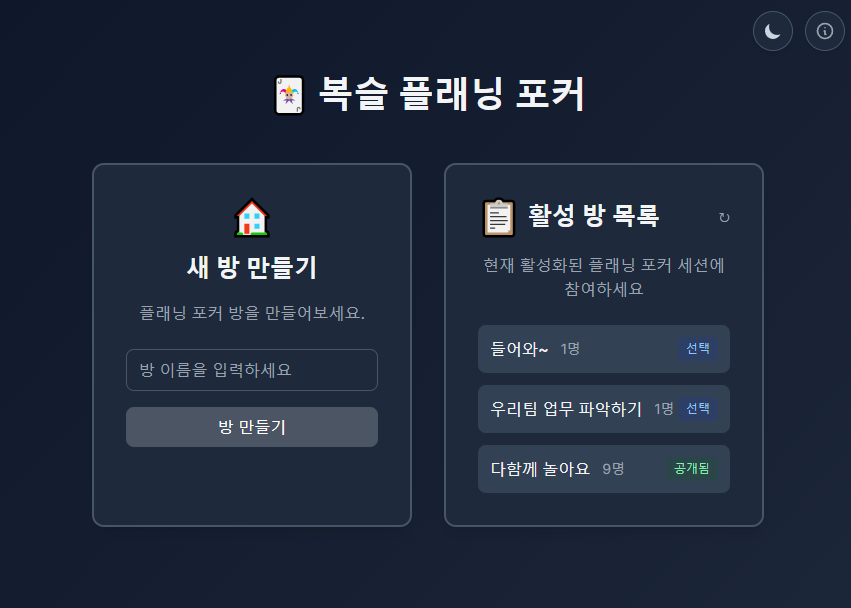 복슬 플래닝 포커
새 방 만들기
플래닝 포커 방을 만들어보세요.
방 이름을 입력하세요
방 만들기
활성 방 목록 ↻
현재 활성화된 플래닝 포커 세션에
참여하세요
들어와~ 1명 선택
우리팀 업무 파악하기 1명 선택
다함께 놀아요 9명 공개됨